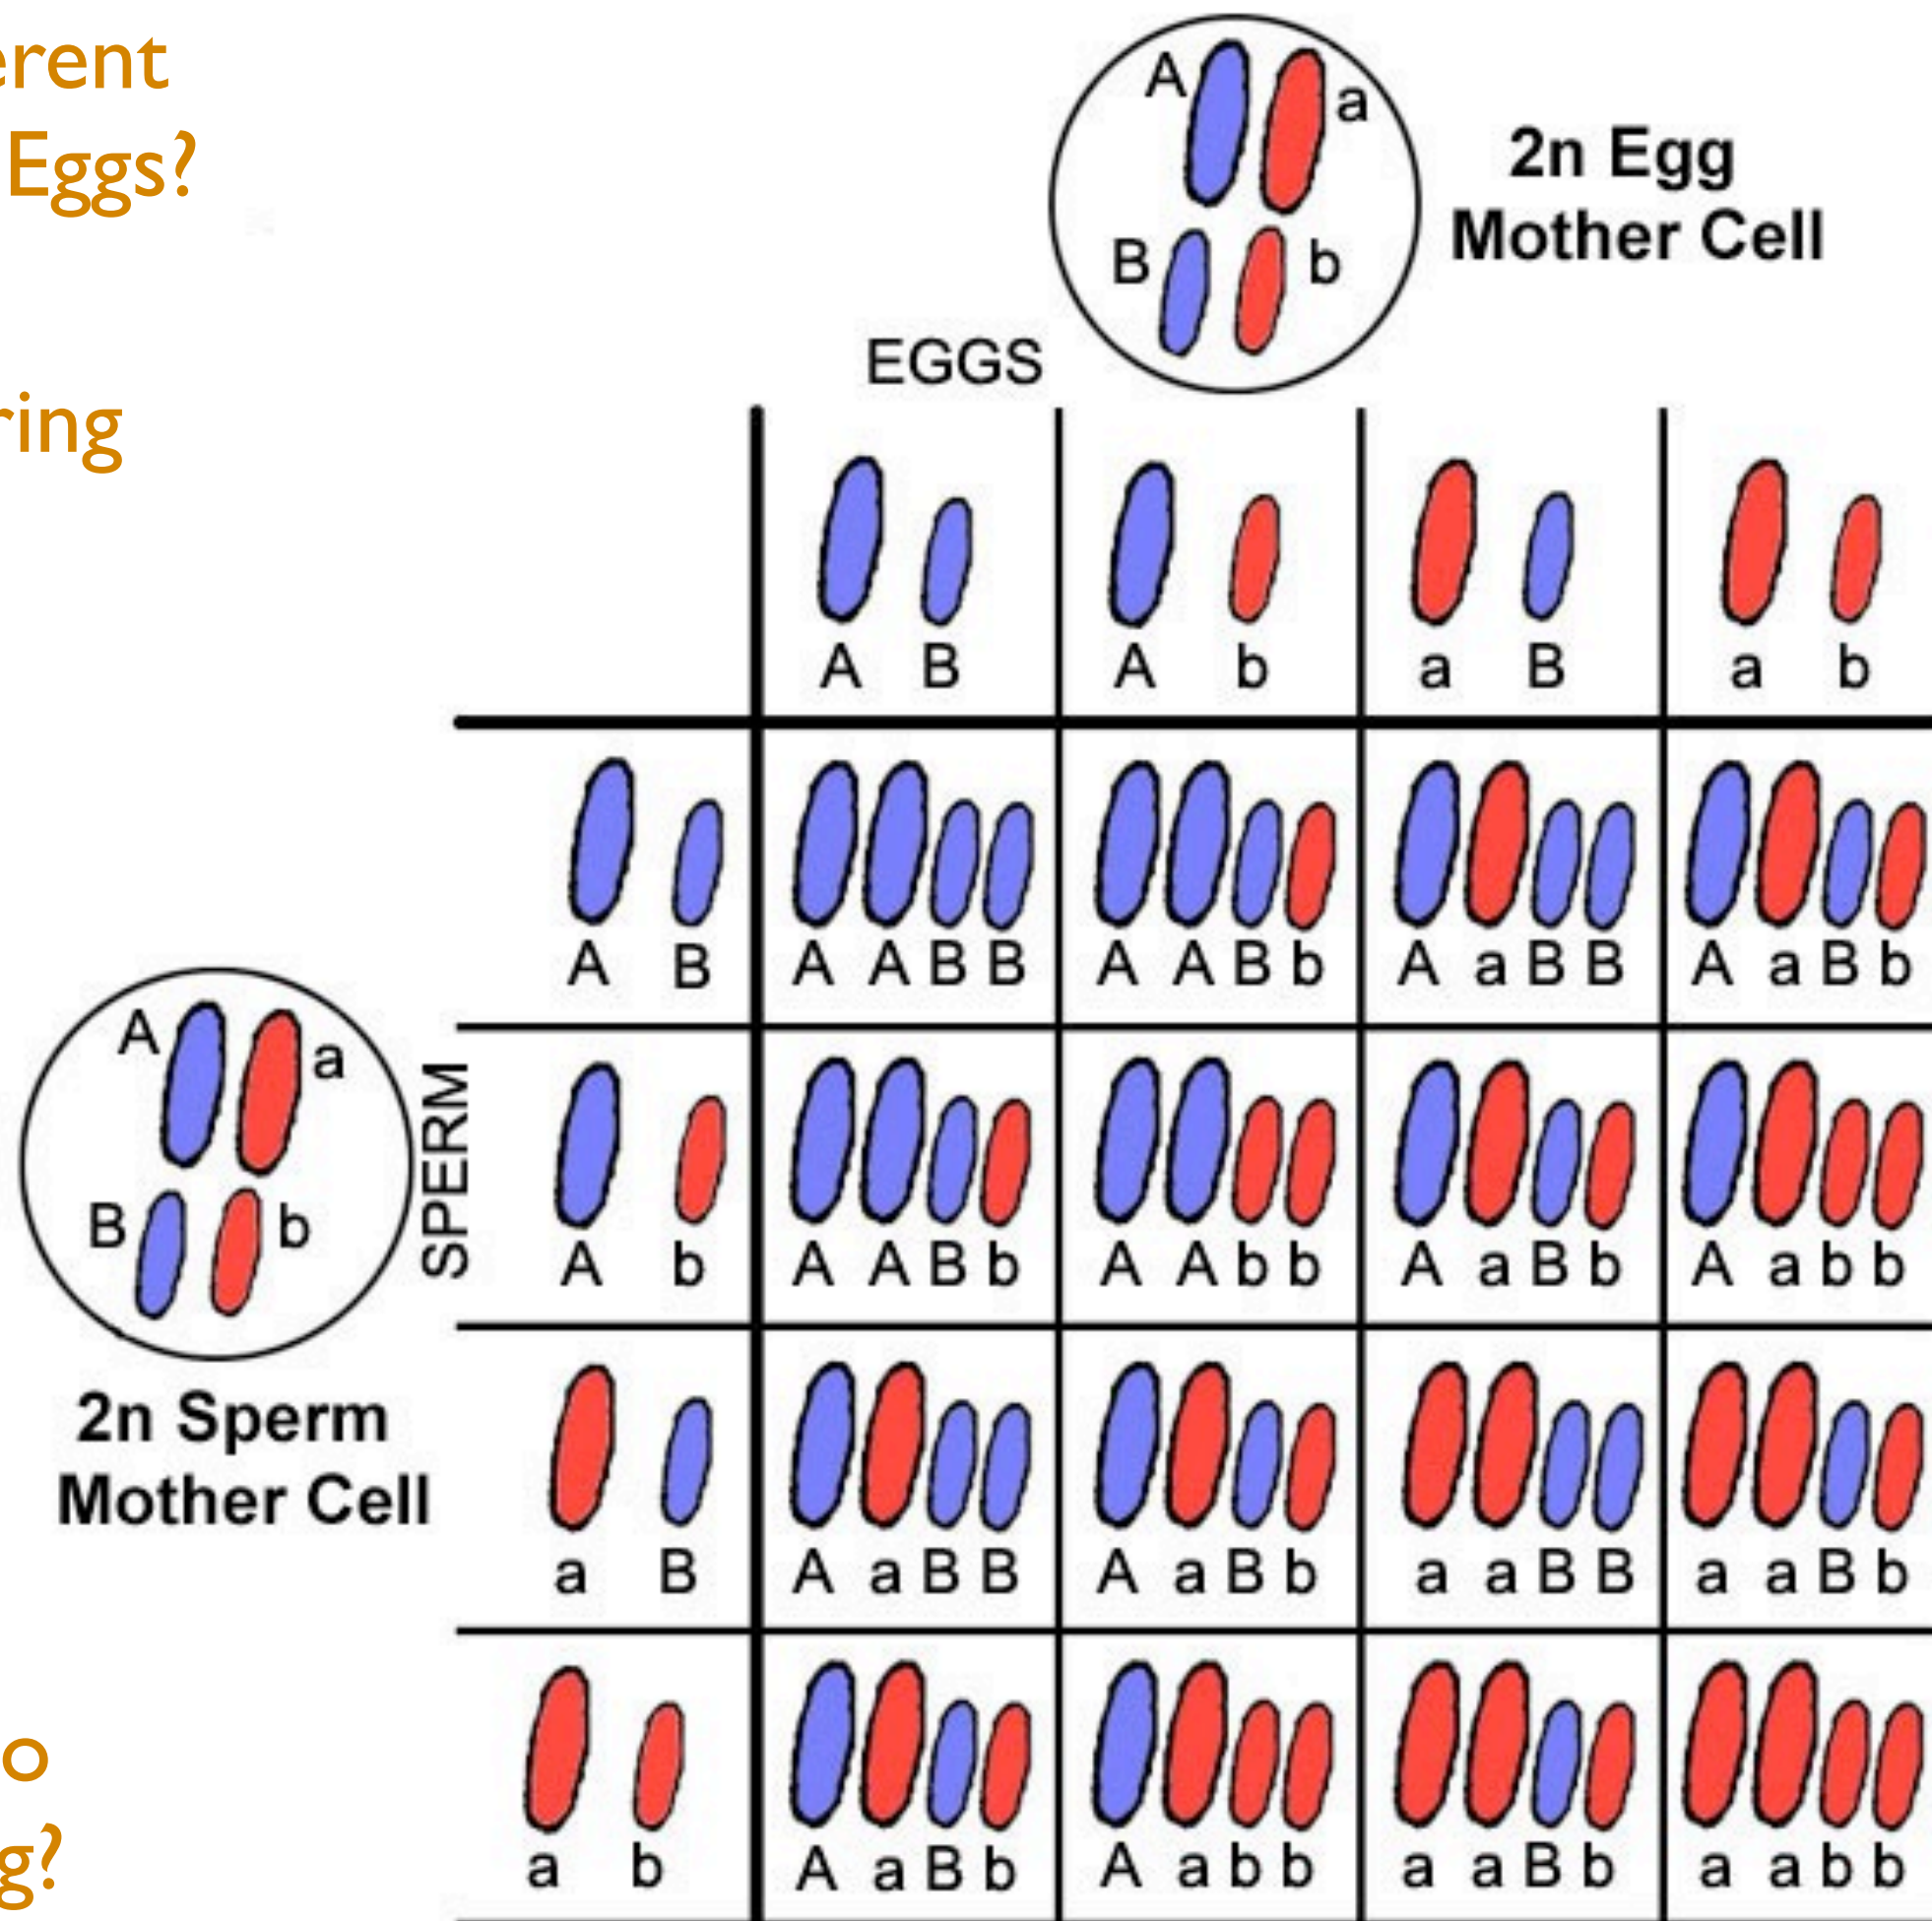 erent
Eggs?
ring
A a
B b
2n Egg
Mother Cell
EGGS
A B A b a B a b
A B A A B B A A B b A a B B A a B b
A b A A B b A A b b A a B b A a b b
a B A a B B A a B b a a B B a a B b
a b A a B b A a b b a a B b a a b b
SPERM
A a
B b
2n Sperm
Mother Cell
o
g?